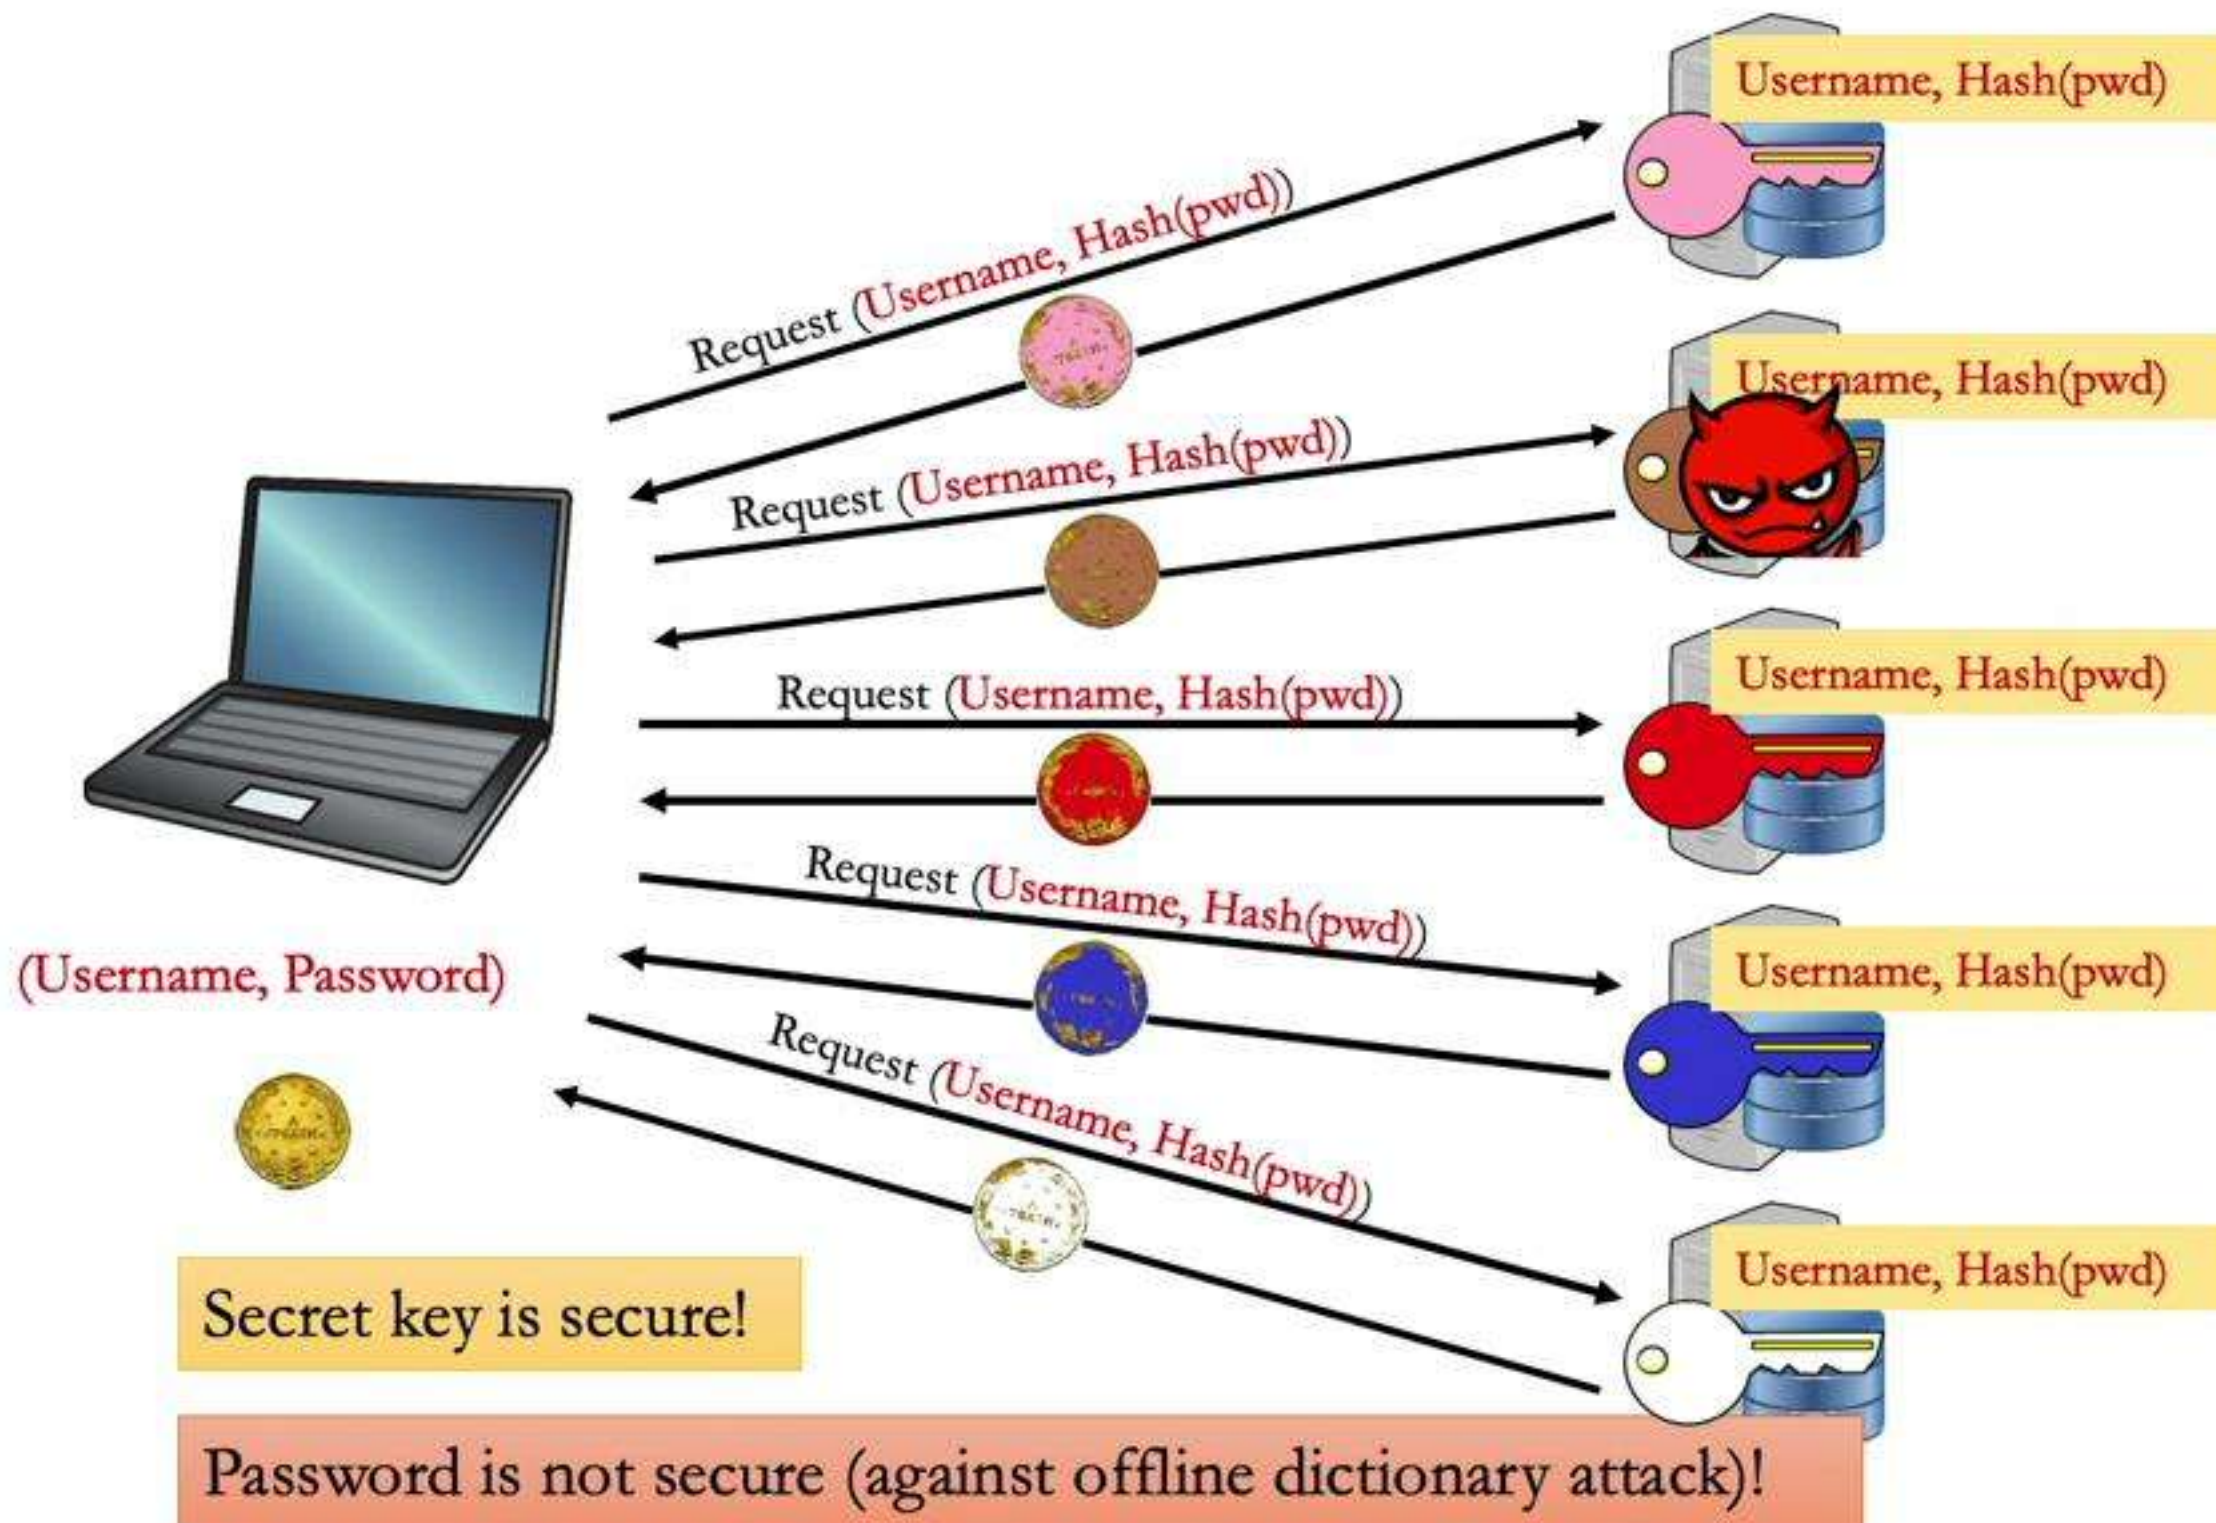 Username, Hash(pwd)
Request (Username, Hash(pwd))
Username, Hash(pwd)
Request (Username, Hash(pwd))
Username, Hash(pwd)
Request (Username, Hash(pwd))
Request (Username, Hash(pwd))
Username, Hash(pwd)
(Username, Password)
Request (Username, Hash(pwd))
Username, Hash(pwd)
Secret key is secure!
Password is not secure (against offline dictionary attack)!